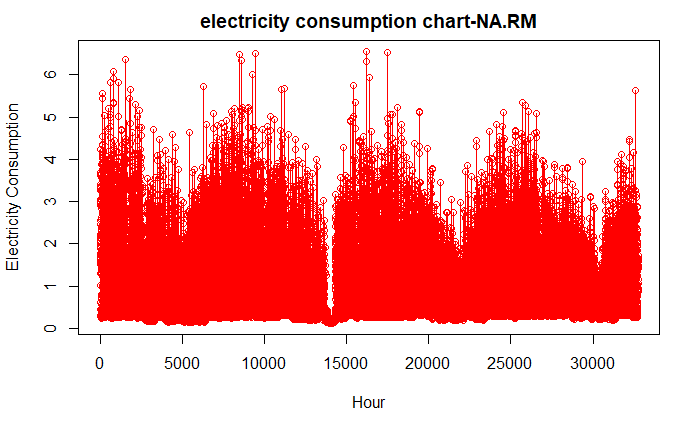 electricity consumption chart-NA.RM
Electricity Consumption
6
5
4
3
2
1
0
0 5000 10000 15000 20000 25000 30000
Hour